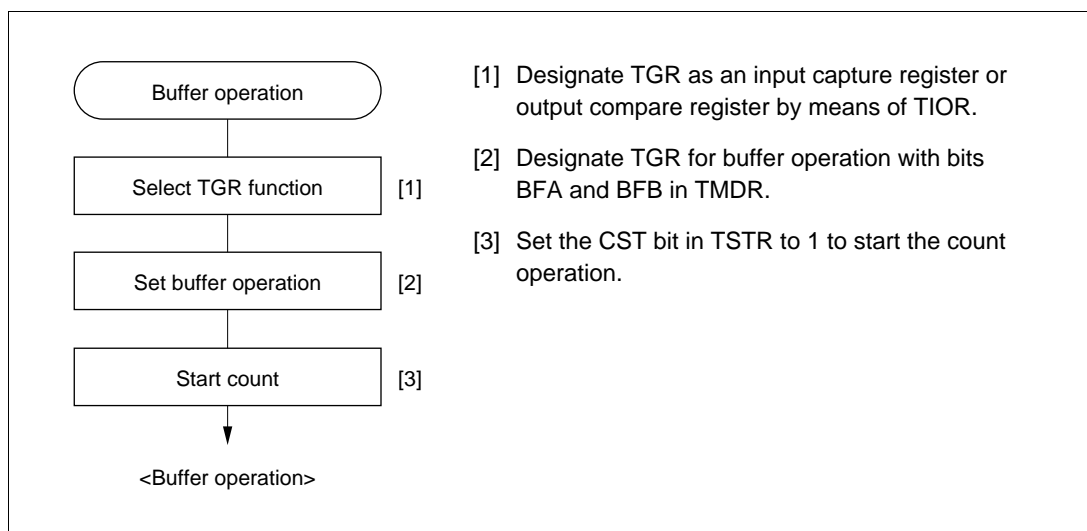 Buffer operation
Select TGR function [1]
Set buffer operation [2]
Start count [3]
<Buffer operation>
[1] Designate TGR as an input capture register or
output compare register by means of TIOR.
[2] Designate TGR for buffer operation with bits
BFA and BFB in TMDR.
[3] Set the CST bit in TSTR to 1 to start the count
operation.